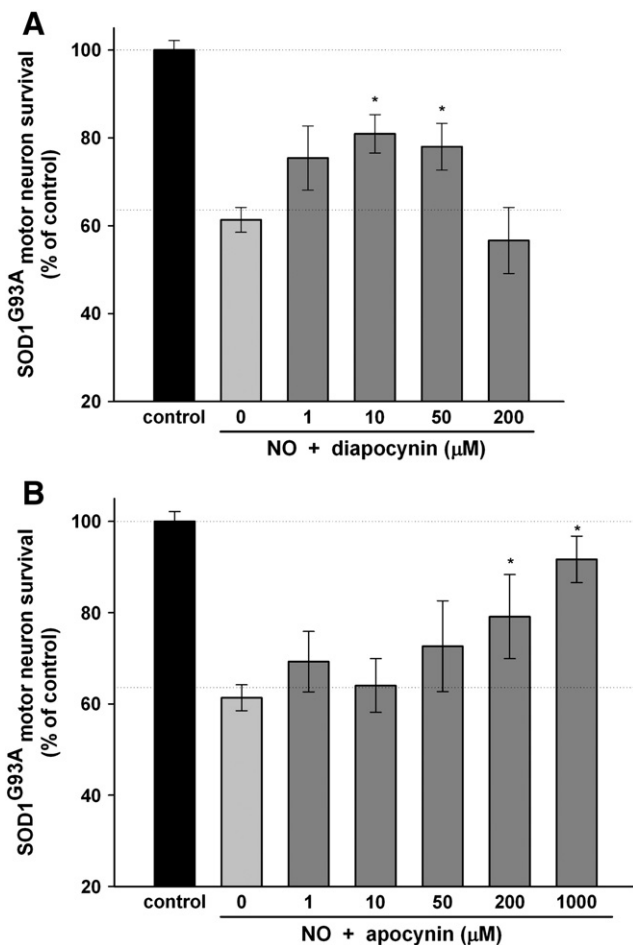 A
SOD1G93A motor neuron survival
(% of control)
100
80
60
40
20
* *
control 0 1 10 50 200
NO + diapocynin (µM)
B
SOD1G93A motor neuron survival
(% of control)
100
80
60
40
20
* *
control 0 1 10 50 200 1000
NO + apocynin (µM)